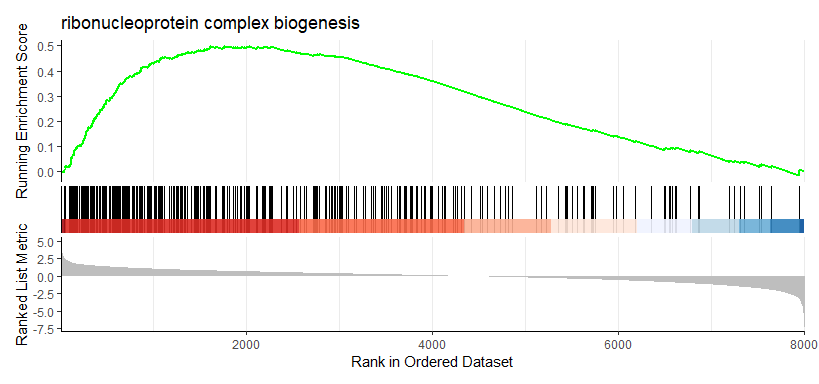 ribonucleoprotein complex biogenesis
Running Enrichment Score
0.5
0.4
0.3
0.2
0.1
0.0
Ranked List Metric
5.0
2.5
0.0
-2.5
-5.0
-7.5
2000 4000 6000 8000
Rank in Ordered Dataset